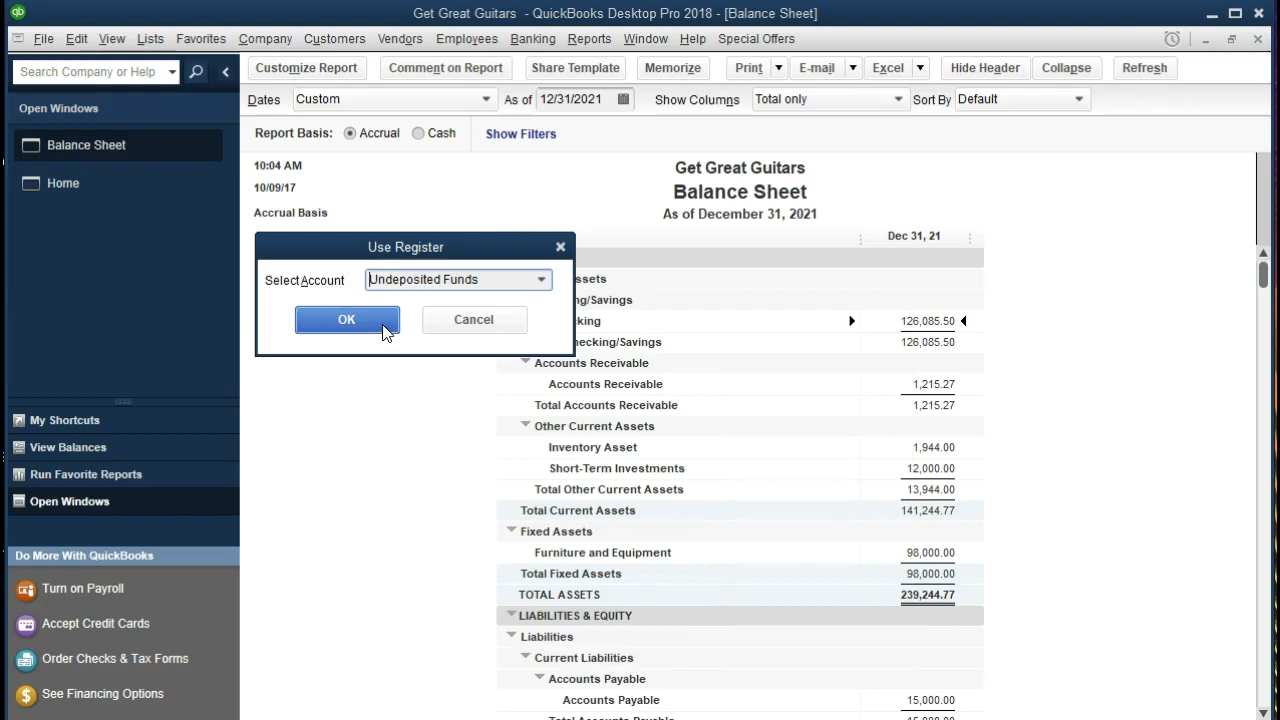 Get Great Guitars - QuickBooks Desktop Pro 2018 - [Balance Sheet]
File Edit View Lists Favorites Company Customers Vendors Employees Banking Reports Window Help Special Offers
Search Company or Help
Customize Report Comment on Report Share Template Memorize Print E-mail Excel Hide Header Collapse Refresh
Open Windows
Dates Custom As of 12/31/2021 Show Columns Total only Sort By Default
Balance Sheet
Home
Report Basis: Accrual Cash Show Filters
10:04 AM
10/09/17
Accrual Basis
Get Great Guitars
Balance Sheet
As of December 31, 2021
Dec 31, 21
Use Register
Select Account Undeposited Funds
OK Cancel
ssets
ng/Savings
king 126,085.50
hecking/Savings 126,085.50
Accounts Receivable
Accounts Receivable 1,215.27
Total Accounts Receivable 1,215.27
Other Current Assets
Inventory Asset 1,944.00
Short-Term Investments 12,000.00
Total Other Current Assets 13,944.00
Total Current Assets 141,244.77
Fixed Assets
Furniture and Equipment 98,000.00
Total Fixed Assets 98,000.00
TOTAL ASSETS 239,244.77
LIABILITIES & EQUITY
Liabilities
Current Liabilities
Accounts Payable
Accounts Payable 15,000.00
Total Accounts Payable 15,000.00
My Shortcuts
View Balances
Run Favorite Reports
Open Windows
Do More With QuickBooks
Turn on Payroll
Accept Credit Cards
Order Checks & Tax Forms
See Financing Options